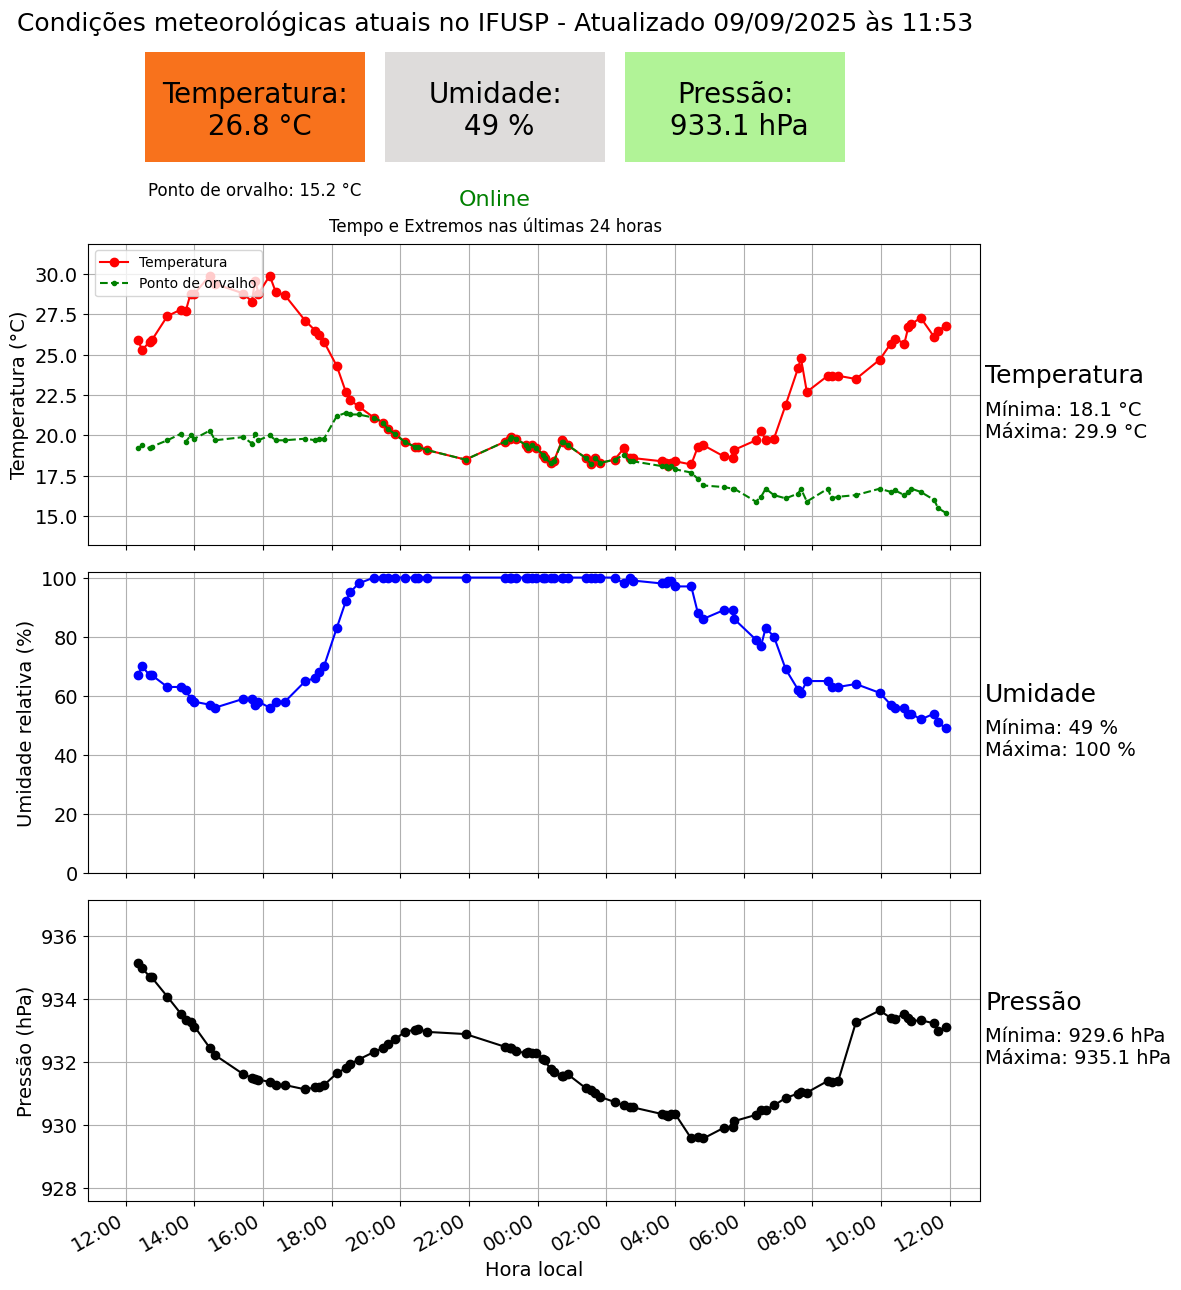 Condições meteorológicas atuais no IFUSP - Atualizado 09/09/2025 às 11:53
Temperatura:
26.8 °C
Umidade:
49 %
Pressão:
933.1 hPa
Ponto de orvalho: 15.2 °C
Online
Tempo e Extremos nas últimas 24 horas
Temperatura
Ponto de orvalho
Temperatura (°C)
30.0
27.5
25.0
22.5
20.0
17.5
15.0
Temperatura
Mínima: 18.1 °C
Máxima: 29.9 °C
Umidade relativa (%)
100
80
60
40
20
0
Umidade
Mínima: 49 %
Máxima: 100 %
Pressão (hPa)
936
934
932
930
928
Pressão
Mínima: 929.6 hPa
Máxima: 935.1 hPa
12:00
14:00
16:00
18:00
20:00
22:00
00:00
02:00
04:00
06:00
08:00
10:00
12:00
Hora local